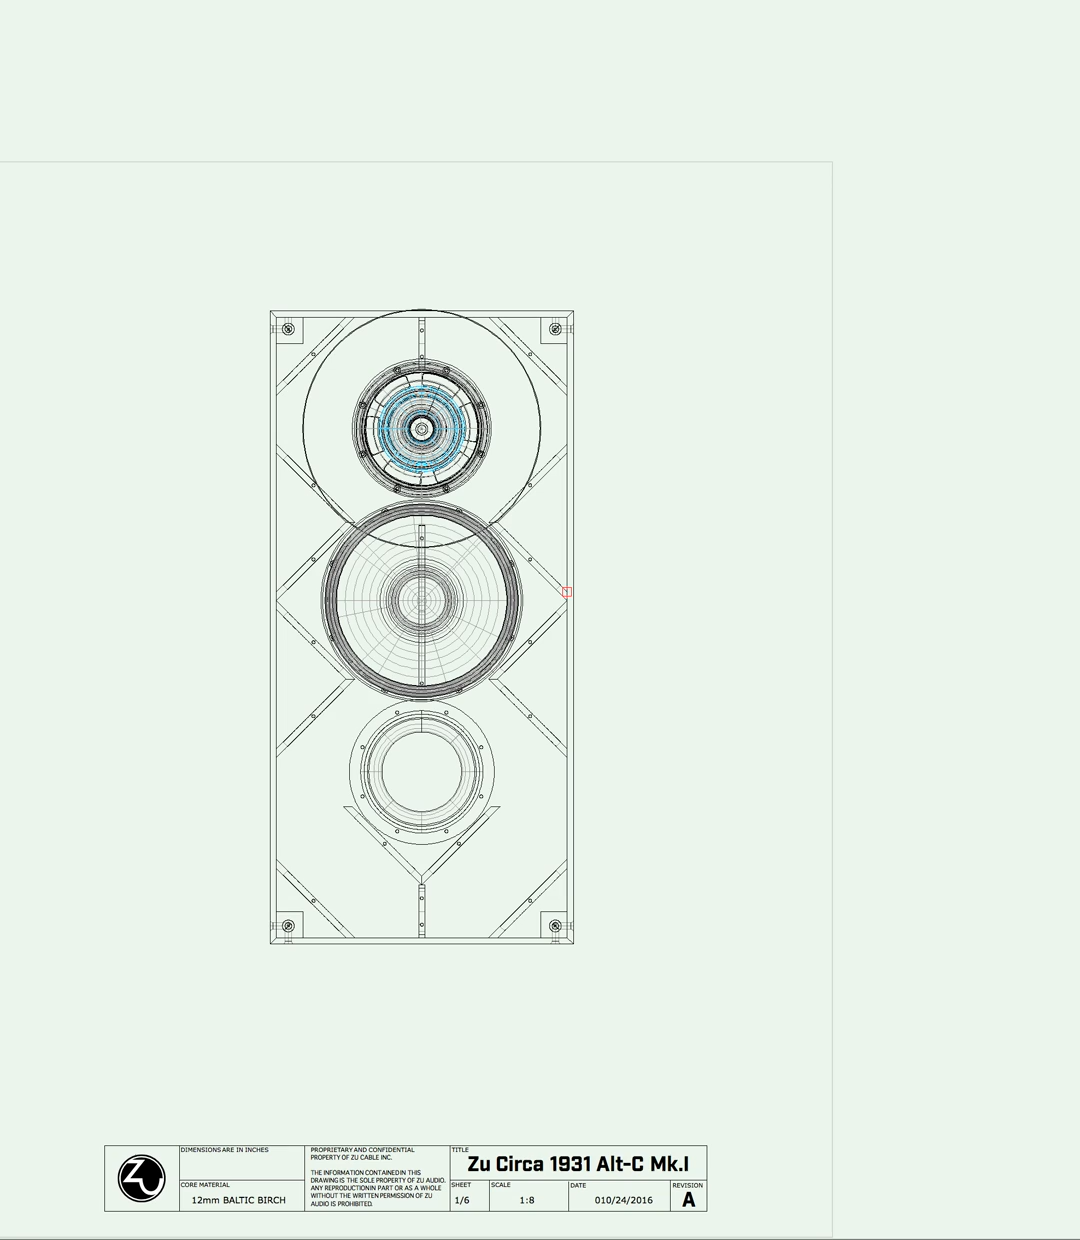 ZU
DIMENSIONS ARE IN INCHES
CORE MATERIAL
12mm BALTIC BIRCH
PROPRIETARY AND CONFIDENTIAL
PROPERTY OF ZU CABLE INC.
THE INFORMATION CONTAINED IN THIS
DRAWING IS THE SOLE PROPERTY OF ZU AUDIO.
ANY REPRODUCTION IN PART OR AS A WHOLE
WITHOUT THE WRITTEN PERMISSION OF ZU
AUDIO IS PROHIBITED.
TITLE
Zu Circa 1931 Alt-C Mk.I
SHEET
1/6
SCALE
1:8
DATE
010/24/2016
REVISION
A